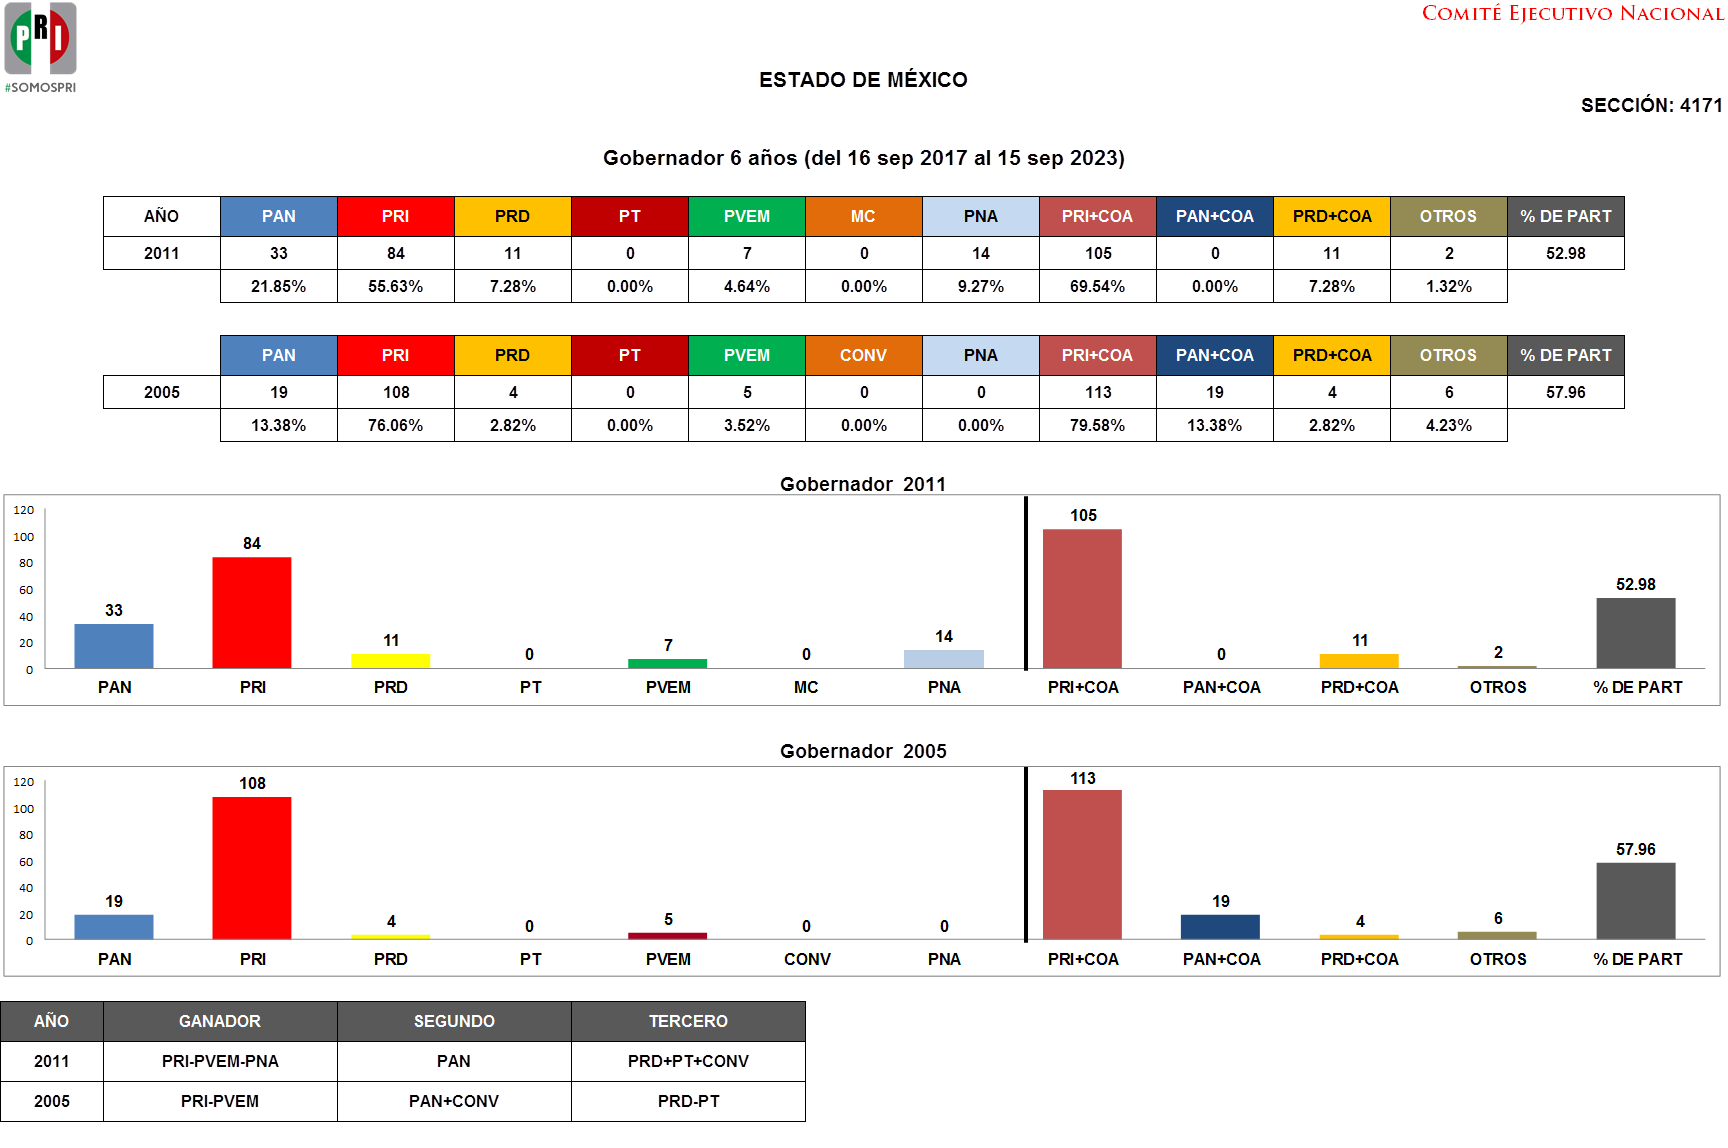 PRI
#SOMOSPRI
COMITÉ EJECUTIVO NACIONAL
ESTADO DE MÉXICO
SECCIÓN: 4171
Gobernador 6 años (del 16 sep 2017 al 15 sep 2023)
AÑO PAN PRI PRD PT PVEM MC PNA PRI+COA PAN+COA PRD+COA OTROS % DE PART
2011 33 84 11 0 7 0 14 105 0 11 2 52.98
21.85% 55.63% 7.28% 0.00% 4.64% 0.00% 9.27% 69.54% 0.00% 7.28% 1.32%
PAN PRI PRD PT PVEM CONV PNA PRI+COA PAN+COA PRD+COA OTROS % DE PART
2005 19 108 4 0 5 0 0 113 19 4 6 57.96
13.38% 76.06% 2.82% 0.00% 3.52% 0.00% 0.00% 79.58% 13.38% 2.82% 4.23%
Gobernador 2011
120
100
80
60
40
20
0
33 84 11 0 7 0 14 105 0 11 2 52.98
PAN PRI PRD PT PVEM MC PNA PRI+COA PAN+COA PRD+COA OTROS % DE PART
Gobernador 2005
120
100
80
60
40
20
0
19 108 4 0 5 0 0 113 19 4 6 57.96
PAN PRI PRD PT PVEM CONV PNA PRI+COA PAN+COA PRD+COA OTROS % DE PART
AÑO GANADOR SEGUNDO TERCERO
2011 PRI-PVEM-PNA PAN PRD+PT+CONV
2005 PRI-PVEM PAN+CONV PRD-PT